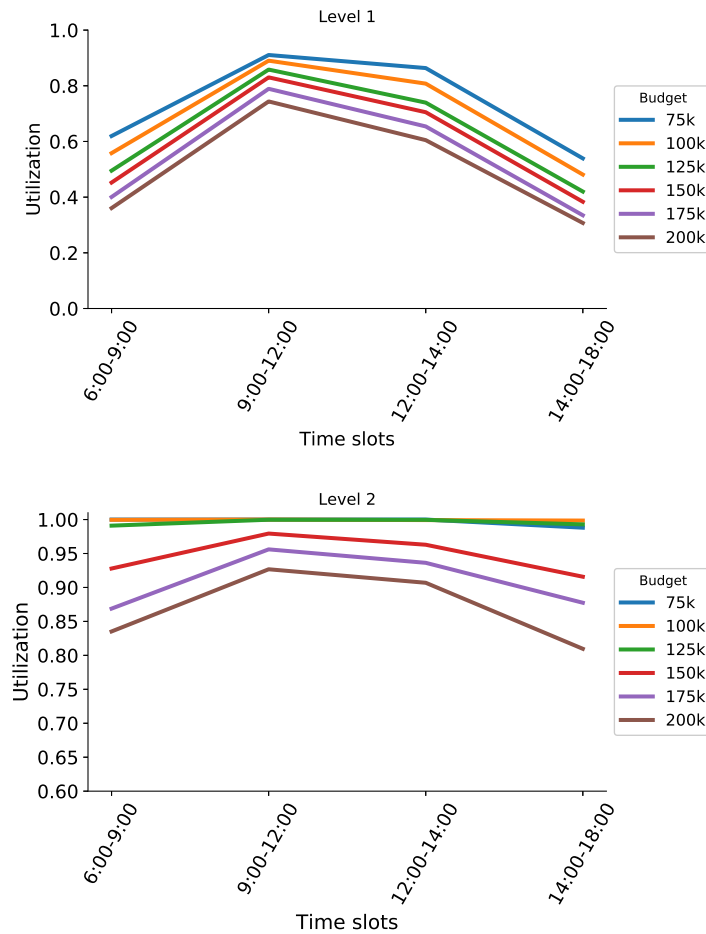 Level 1
1.0
0.8
0.6
0.4
0.2
0.0
Utilization
6:00-9:00
9:00-12:00
12:00-14:00
14:00-18:00
Time slots
Budget
75k
100k
125k
150k
175k
200k
Level 2
1.00
0.95
0.90
0.85
0.80
0.75
0.70
0.65
0.60
Utilization
6:00-9:00
9:00-12:00
12:00-14:00
14:00-18:00
Time slots
Budget
75k
100k
125k
150k
175k
200k